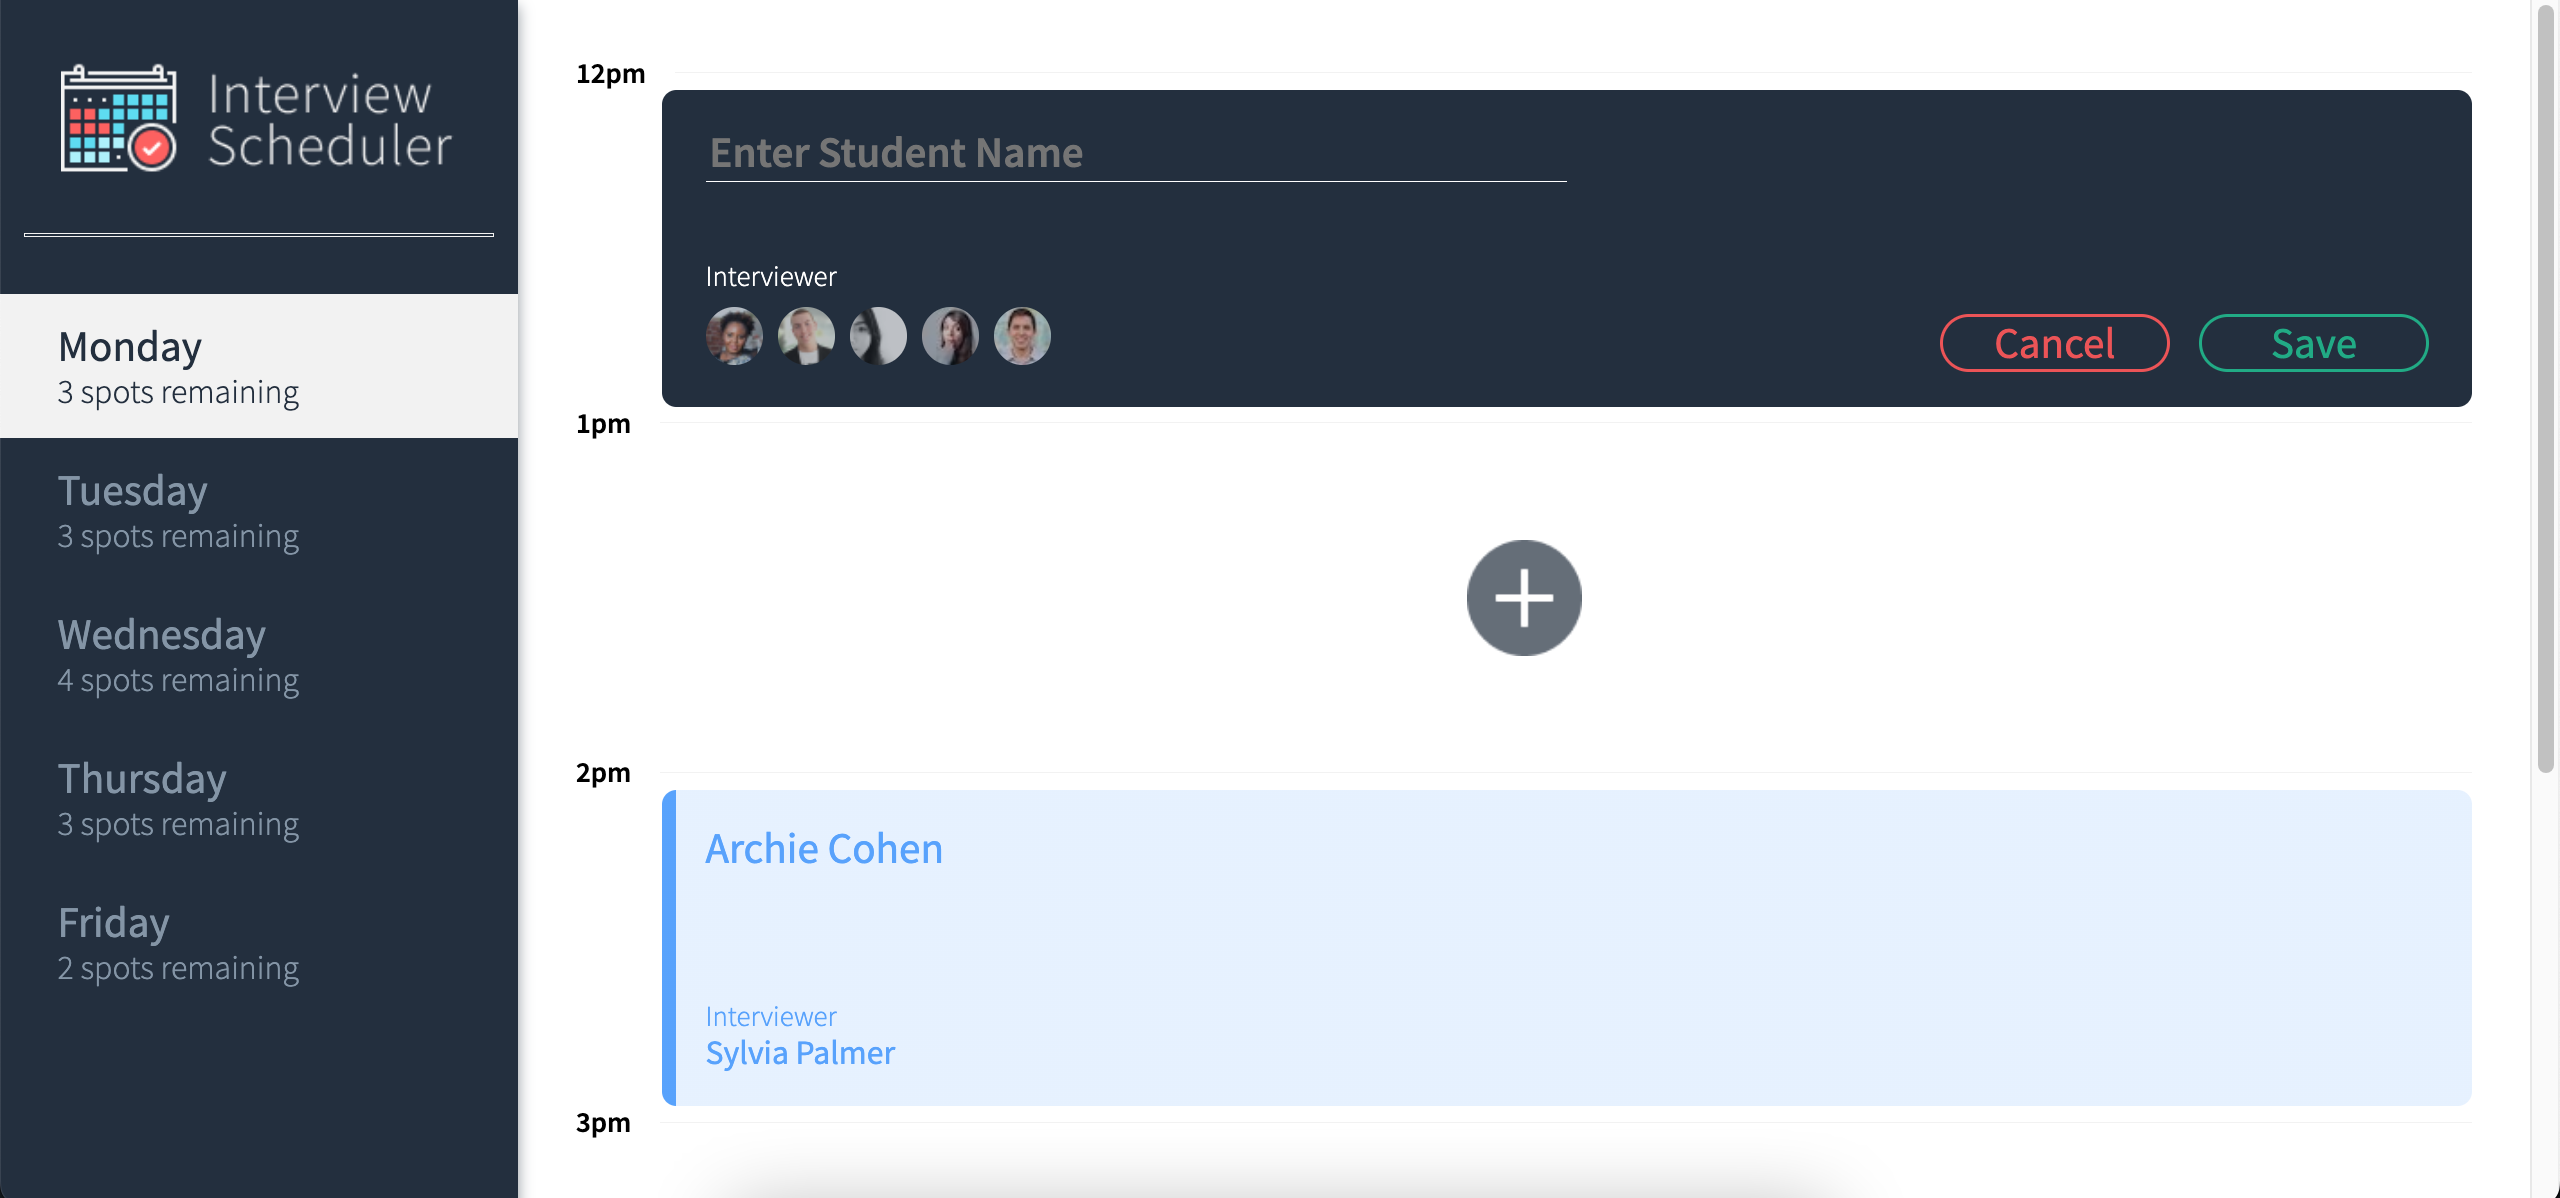 Interview
Scheduler
Monday
3 spots remaining
Tuesday
3 spots remaining
Wednesday
4 spots remaining
Thursday
3 spots remaining
Friday
2 spots remaining
12pm
Enter Student Name
Interviewer
Cancel
Save
1pm
2pm
Archie Cohen
Interviewer
Sylvia Palmer
3pm